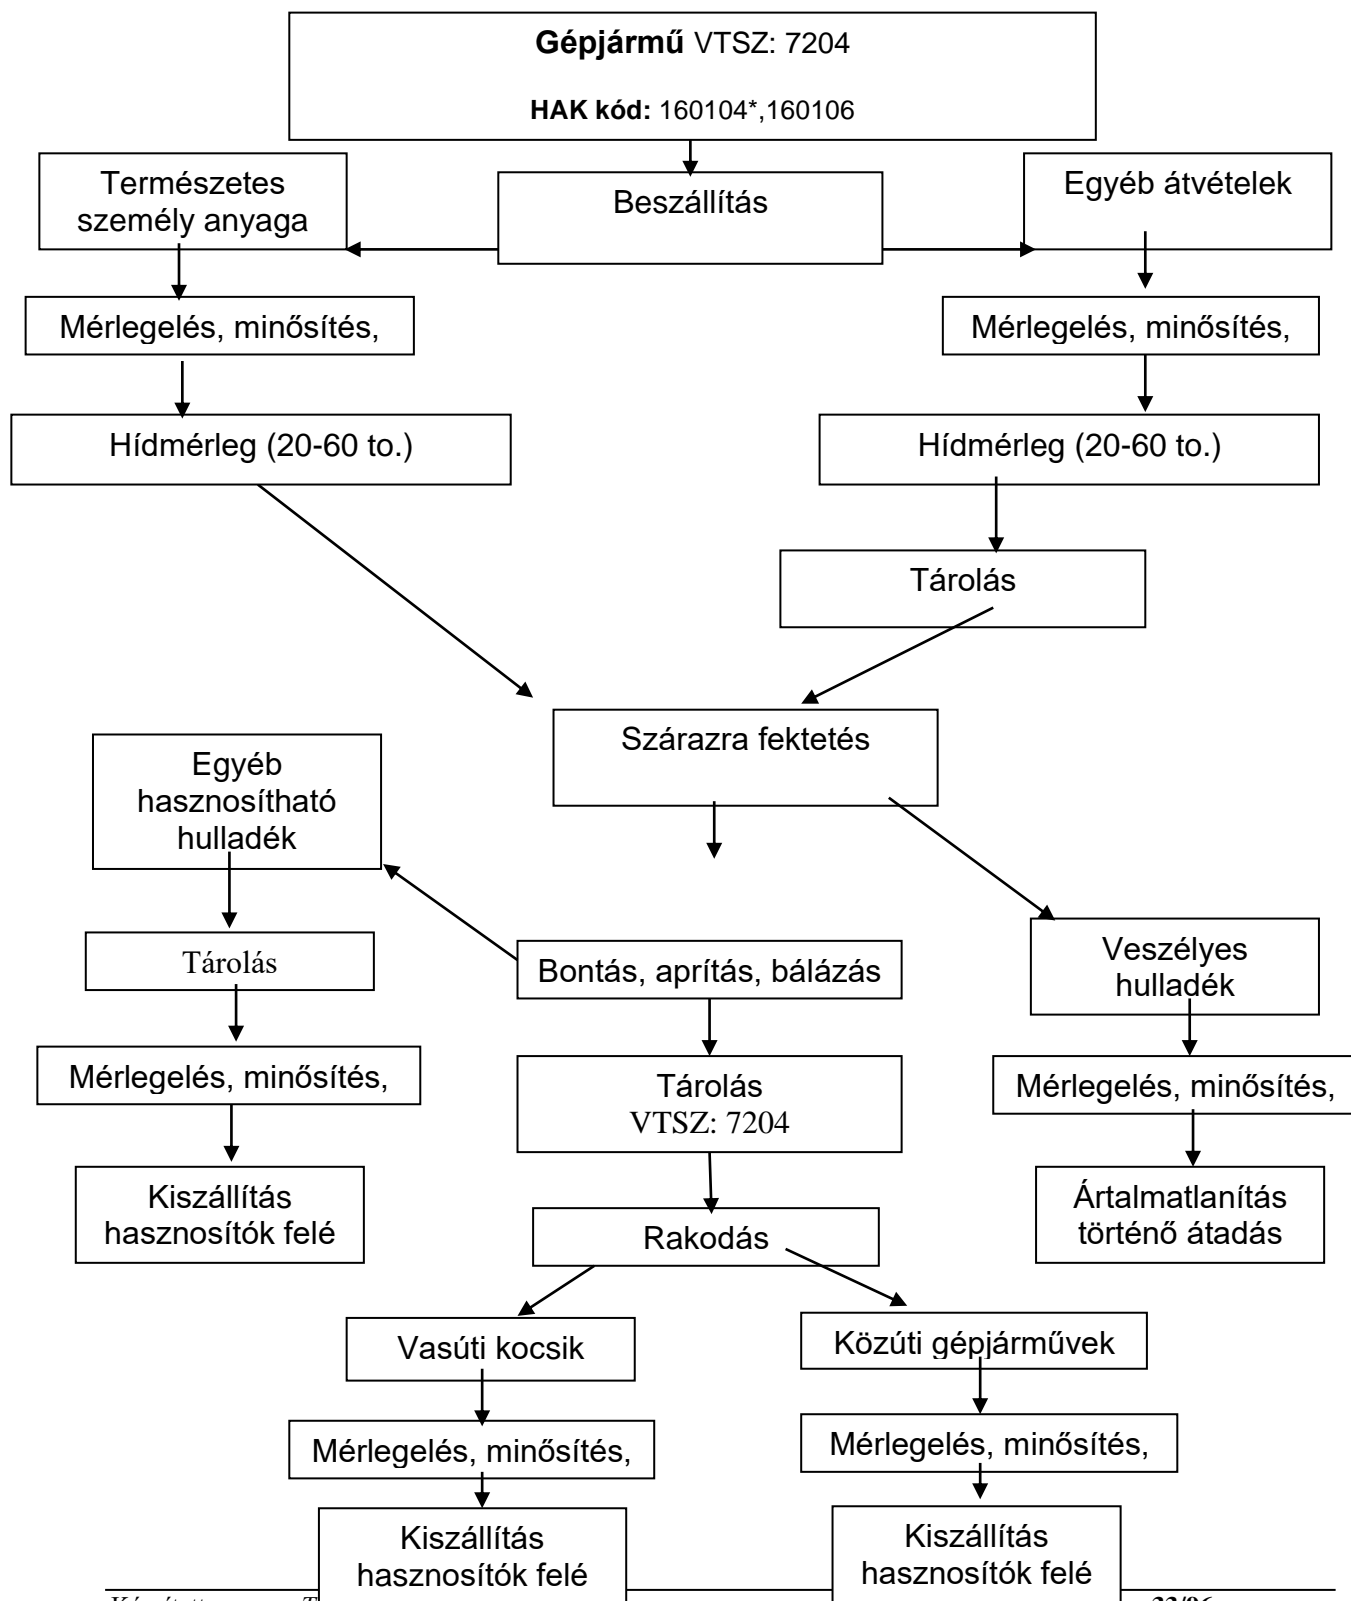 Gépjármű VTSZ: 7204
HAK kód: 160104*,160106
Természetes
személy anyaga
Beszállítás
Egyéb átvételek
Mérlegelés, minősítés,
Mérlegelés, minősítés,
Hídmérleg (20-60 to.)
Hídmérleg (20-60 to.)
Tárolás
Szárazra fektetés
Egyéb
hasznosítható
hulladék
Tárolás
Bontás, aprítás, bálázás
Veszélyes
hulladék
Mérlegelés, minősítés,
Tárolás
VTSZ: 7204
Mérlegelés, minősítés,
Kiszállítás
hasznosítók felé
Ártalmatlanítás
történő átadás
Rakodás
Vasúti kocsik
Közúti gépjárművek
Mérlegelés, minősítés,
Mérlegelés, minősítés,
Kiszállítás
hasznosítók felé
Kiszállítás
hasznosítók felé